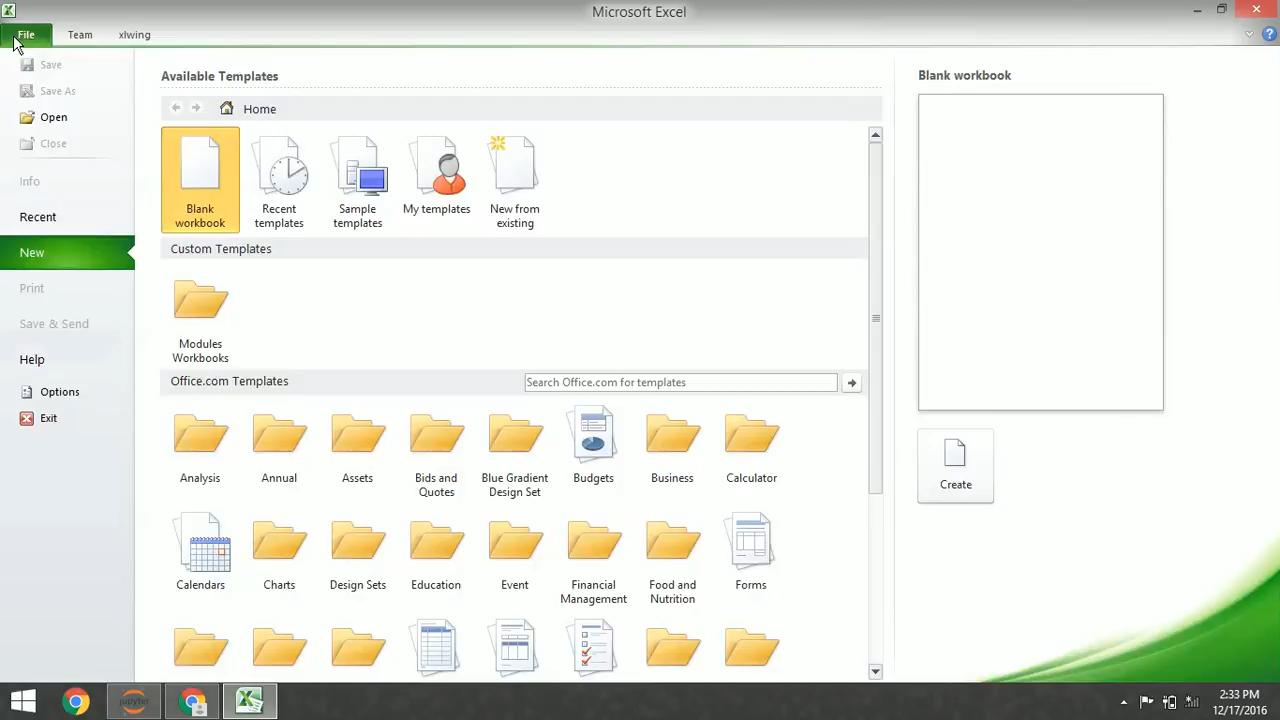 Microsoft Excel
File Team xlwing
Save
Save As
Open
Close
Info
Recent
New
Print
Save & Send
Help
Options
Exit
Available Templates
Home
Blank
workbook
Recent
templates
Sample
templates
My templates
New from
existing
Custom Templates
Modules
Workbooks
Office.com Templates
Search Office.com for templates
Analysis
Annual
Assets
Bids and
Quotes
Blue Gradient
Design Set
Budgets
Business
Calculator
Calendars
Charts
Design Sets
Education
Event
Financial
Management
Food and
Nutrition
Forms
Blank workbook
Create
jupyter
2:33 PM
12/17/2016